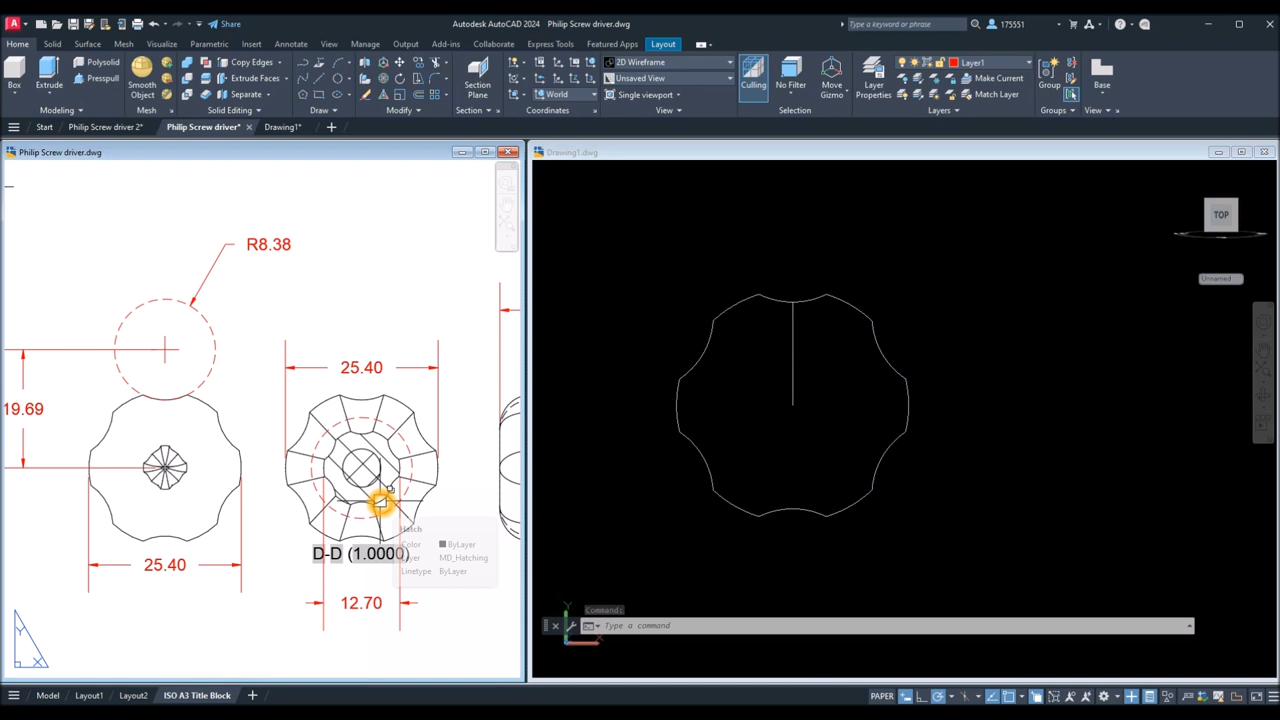 Share
Autodesk AutoCAD 2024 Philip Screw driver.dwg
Type a keyword or phrase
175551
Home Solid Surface Mesh Visualize Parametric Insert Annotate View Manage Output Add-ins Collaborate Express Tools Featured Apps Layout
Box
Extrude
Polysolid
Presspull
Modeling
Smooth
Object
Mesh
Copy Edges
Extrude Faces
Separate
Solid Editing
Draw
Modify
Section
Plane
Section
World
Coordinates
2D Wireframe
Unsaved View
Single viewport
View
Culling
No Filter
Move
Gizmo
Selection
Layer
Properties
Layer1
Make Current
Match Layer
Layers
Group
Groups
Base
View
Start Philip Screw driver 2* Philip Screw driver* Drawing1*
Philip Screw driver.dwg
Drawing1.dwg
TOP
Unnamed
R8.38
19.69
25.40
25.40
D-D (1.0000)
12.70
Hatch
Color ByLayer
Layer MD_Hatching
Linetype ByLayer
Y
X
Y
X
Command:
Type a command
Model Layout1 Layout2 ISO A3 Title Block
PAPER